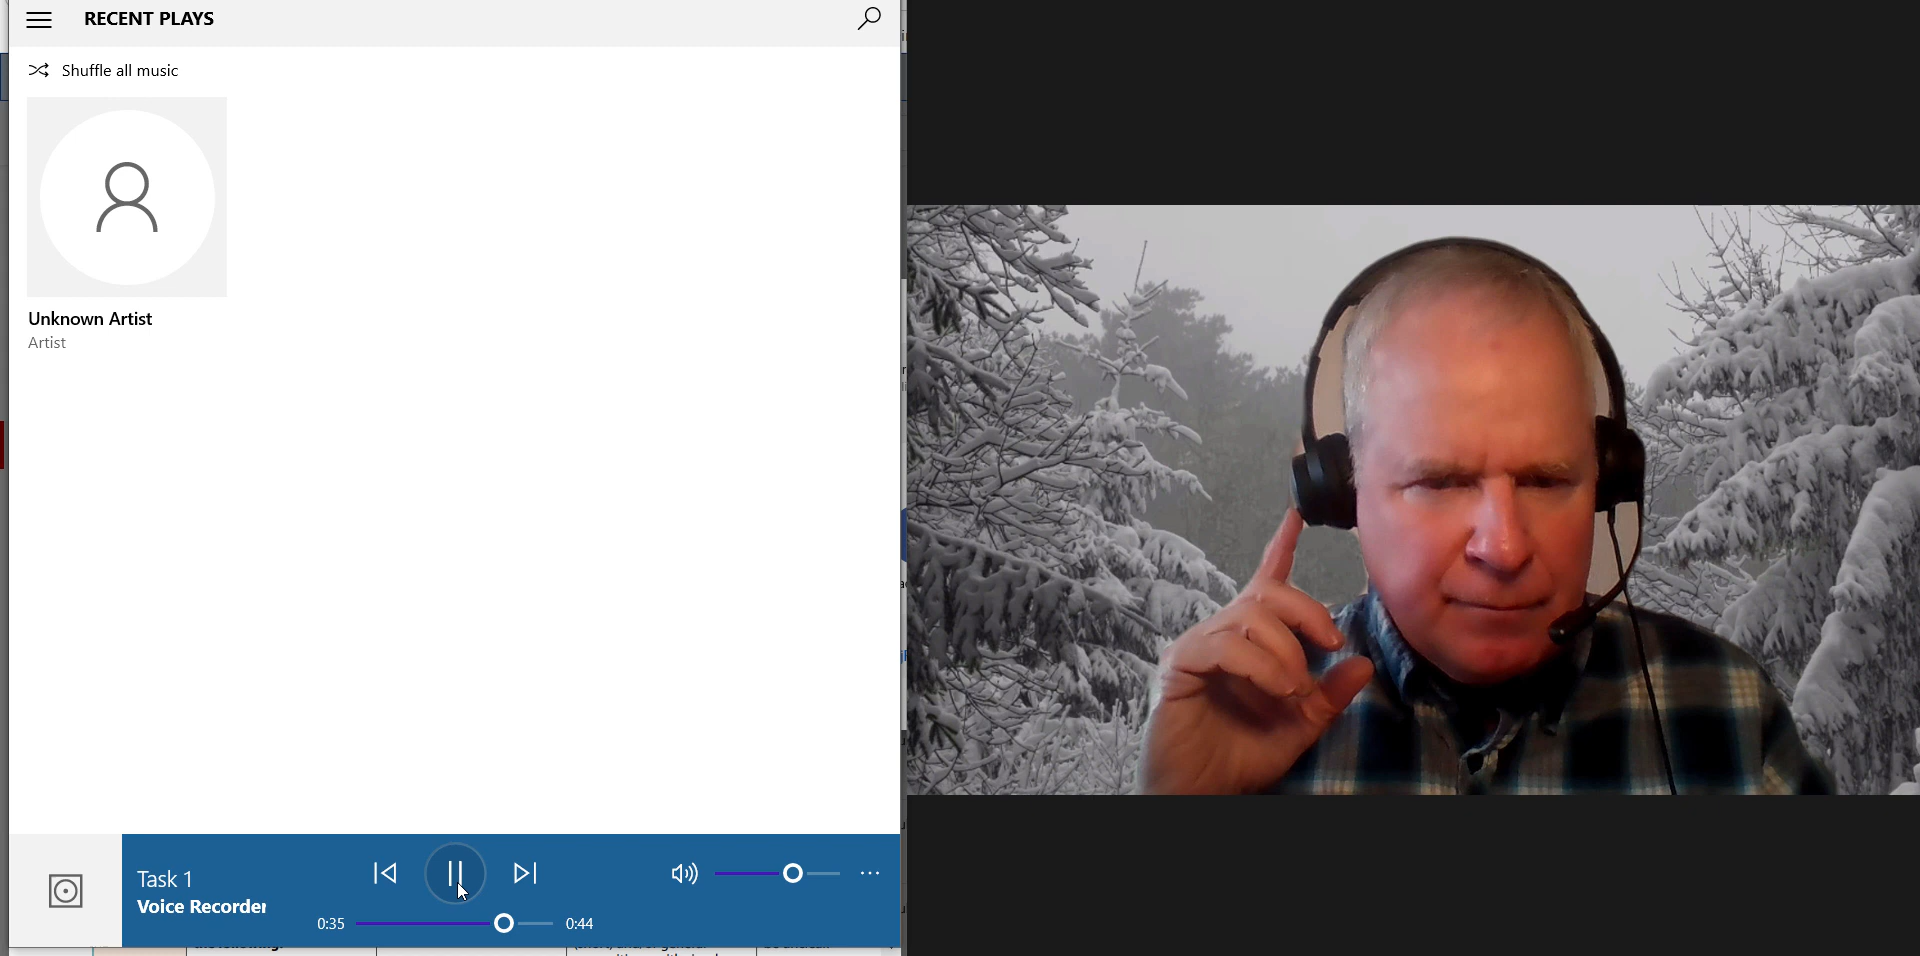 RECENT PLAYS
Shuffle all music
Unknown Artist
Artist
Task 1
Voice Recorder
0:35
0:44